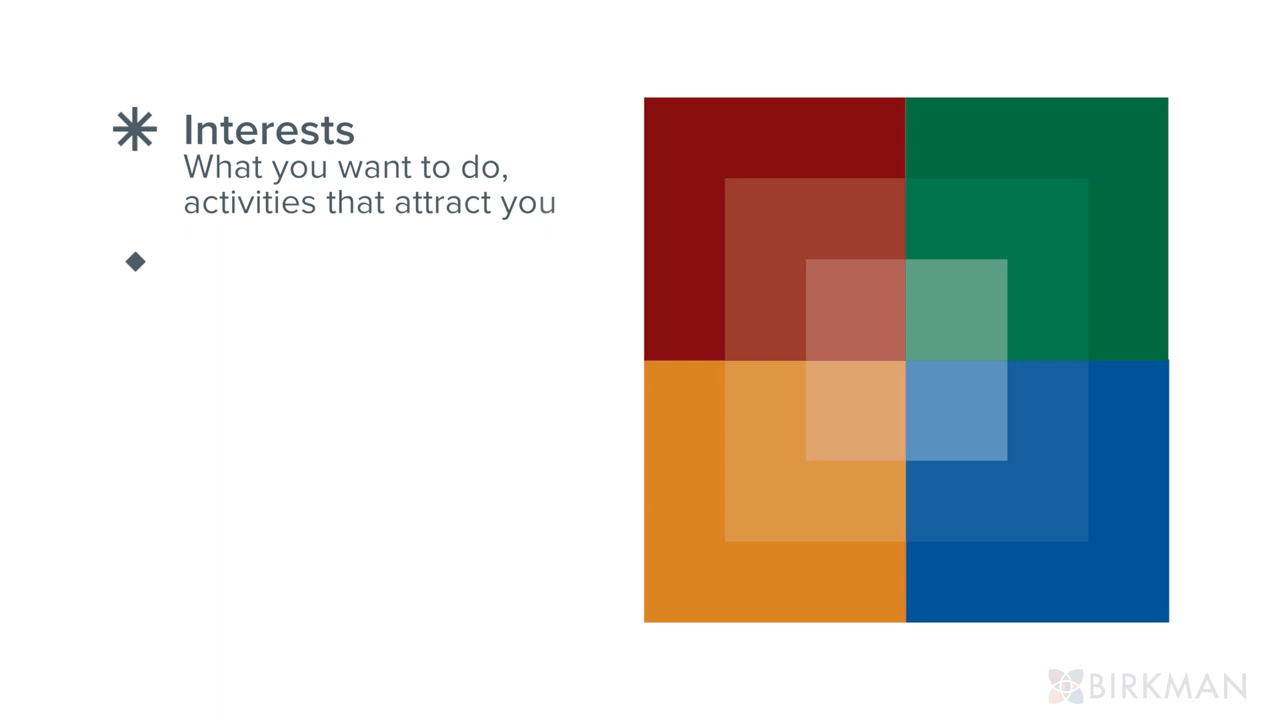 Interests
What you want to do,
activities that attract you
BIRKMAN